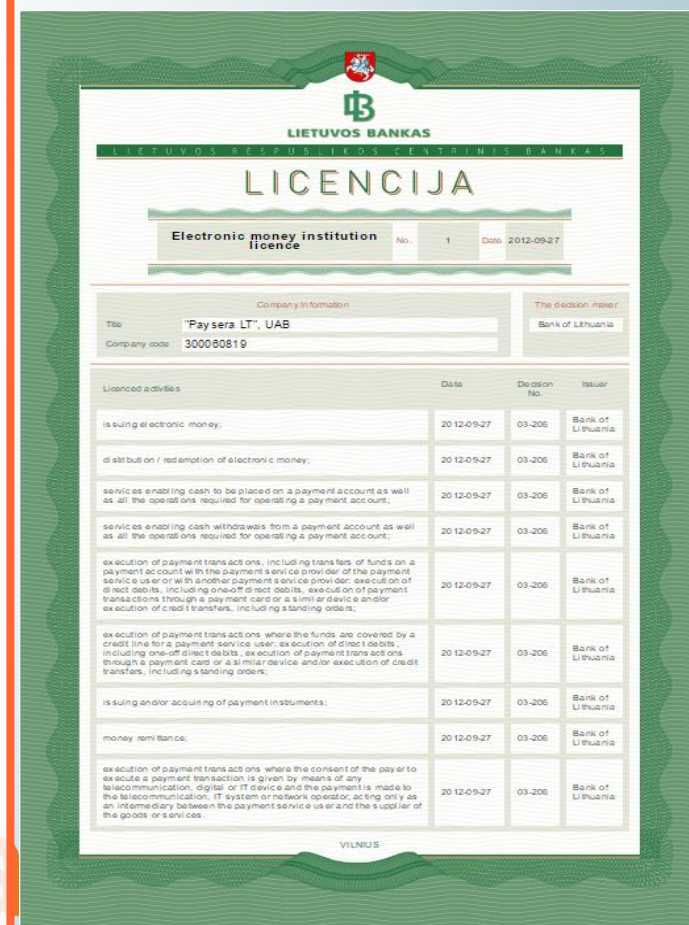 LIETUVOS BANKAS
LIETUVOS RESPUBLIKOS CENTRINIS BANKAS
LICENCIJA
Electronic money institution
licence
No. 1 Date 2012-09-27
Company Information
Title "Paysera LT", UAB
Company code 300060819
The decision maker
Bank of Lithuania
Licenced activities Date Decision No. Issuer
issuing electronic money; 2012-09-27 03-206 Bank of Lithuania
distribution / redemption of electronic money; 2012-09-27 03-206 Bank of Lithuania
services enabling cash to be placed on a payment account as well
as all the operations required for operating a payment account; 2012-09-27 03-206 Bank of Lithuania
services enabling cash withdrawals from a payment account as well
as all the operations required for operating a payment account; 2012-09-27 03-206 Bank of Lithuania
execution of payment transactions, including transfers of funds on a
payment account with the payment service provider of the payment
service user or with another payment service provider: execution of
direct debits, including one-off direct debits, execution of payment
transactions through a payment card or a similar device and/or
execution of credit transfers, including standing orders; 2012-09-27 03-206 Bank of Lithuania
execution of payment transactions where the funds are covered by a
credit line for a payment service user: execution of direct debits,
including one-off direct debits, execution of payment transactions
through a payment card or a similar device and/or execution of credit
transfers, including standing orders; 2012-09-27 03-206 Bank of Lithuania
issuing and/or acquiring of payment instruments; 2012-09-27 03-206 Bank of Lithuania
money remittance; 2012-09-27 03-206 Bank of Lithuania
execution of payment transactions where the consent of the payer to
execute a payment transaction is given by means of any
telecommunication, digital or IT device and the payment is made to
the telecommunication, IT system or network operator, acting only as
an intermediary between the payment service user and the supplier of
the goods or services. 2012-09-27 03-206 Bank of Lithuania
VILNIUS